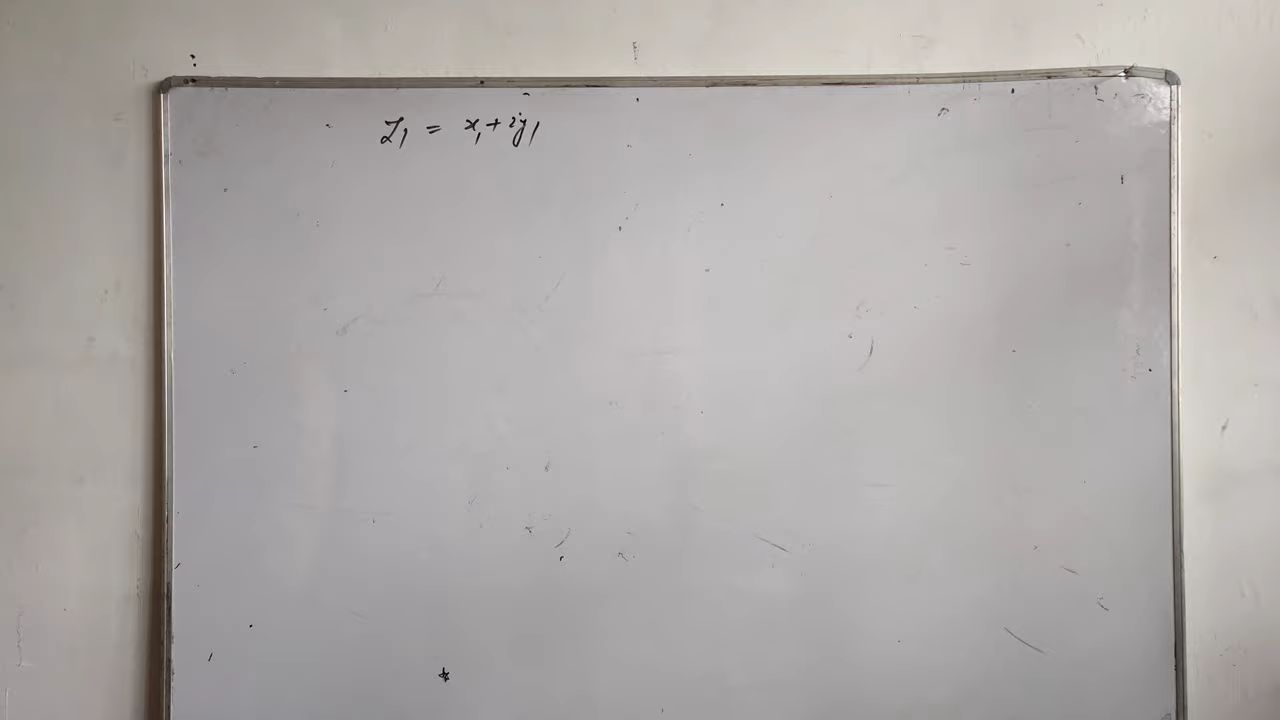 Z₁ = x₁ + iy₁